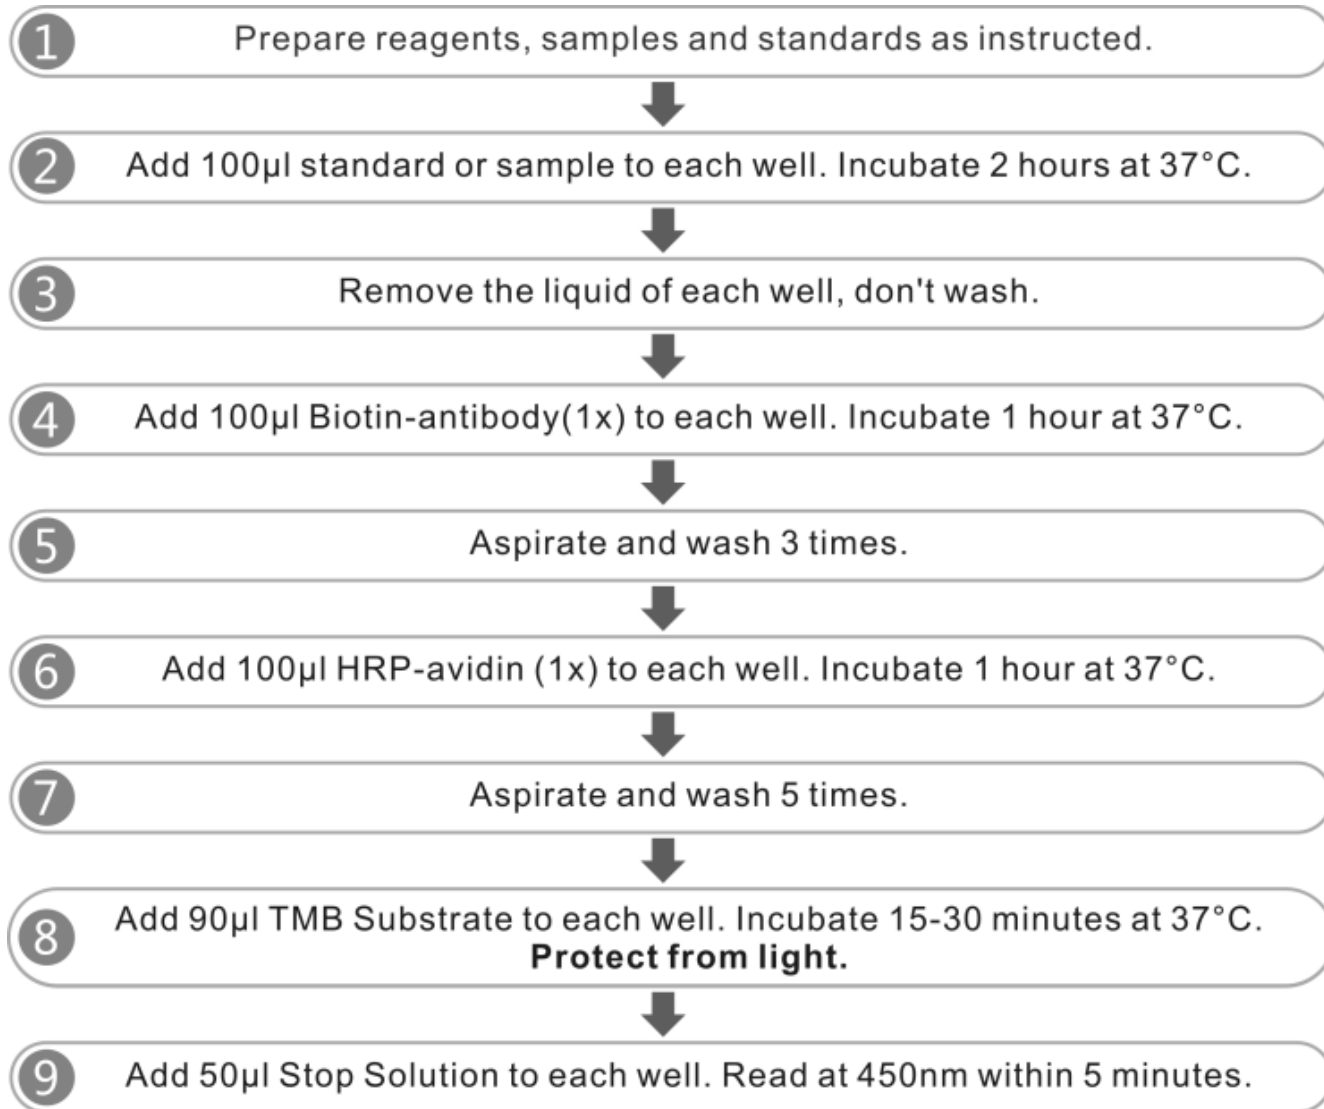 1 Prepare reagents, samples and standards as instructed.
2 Add 100µl standard or sample to each well. Incubate 2 hours at 37°C.
3 Remove the liquid of each well, don't wash.
4 Add 100µl Biotin-antibody(1x) to each well. Incubate 1 hour at 37°C.
5 Aspirate and wash 3 times.
6 Add 100µl HRP-avidin (1x) to each well. Incubate 1 hour at 37°C.
7 Aspirate and wash 5 times.
8 Add 90µl TMB Substrate to each well. Incubate 15-30 minutes at 37°C.
Protect from light.
9 Add 50µl Stop Solution to each well. Read at 450nm within 5 minutes.